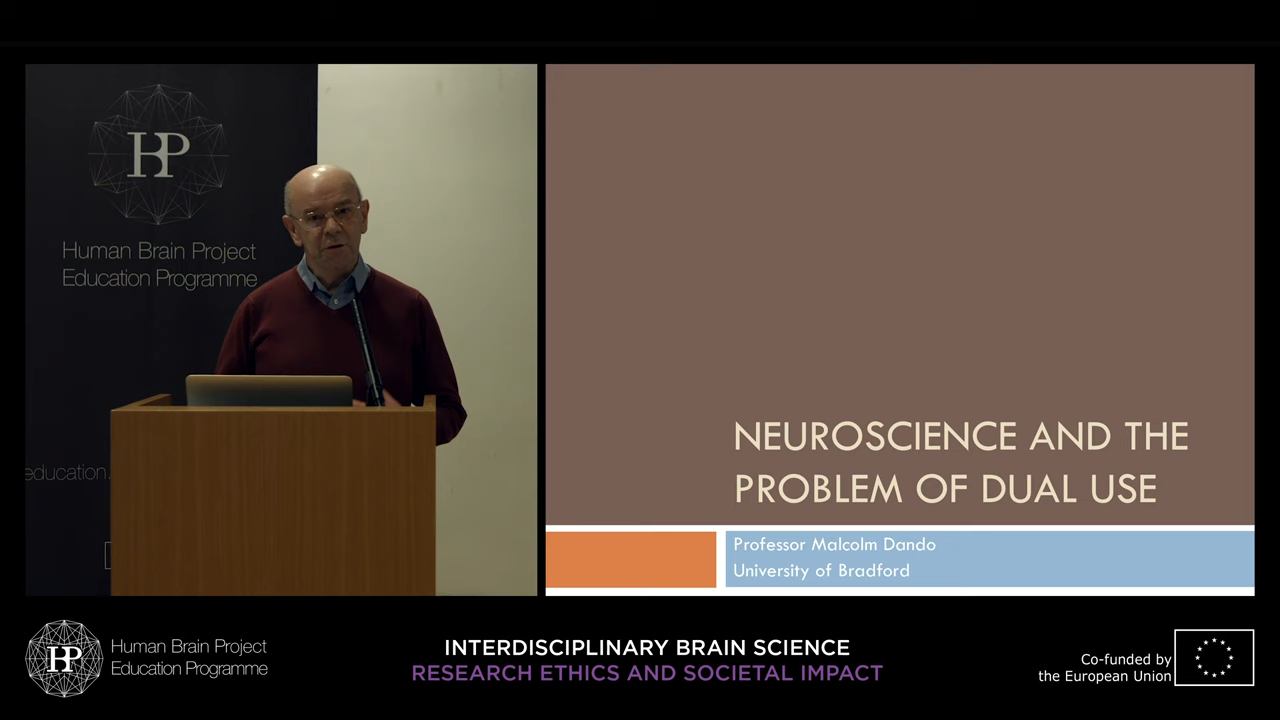 HP
Human Brain Project
Education Programme
education.
NEUROSCIENCE AND THE
PROBLEM OF DUAL USE
Professor Malcolm Dando
University of Bradford
HP
Human Brain Project
Education Programme
INTERDISCIPLINARY BRAIN SCIENCE
RESEARCH ETHICS AND SOCIETAL IMPACT
Co-funded by
the European Union